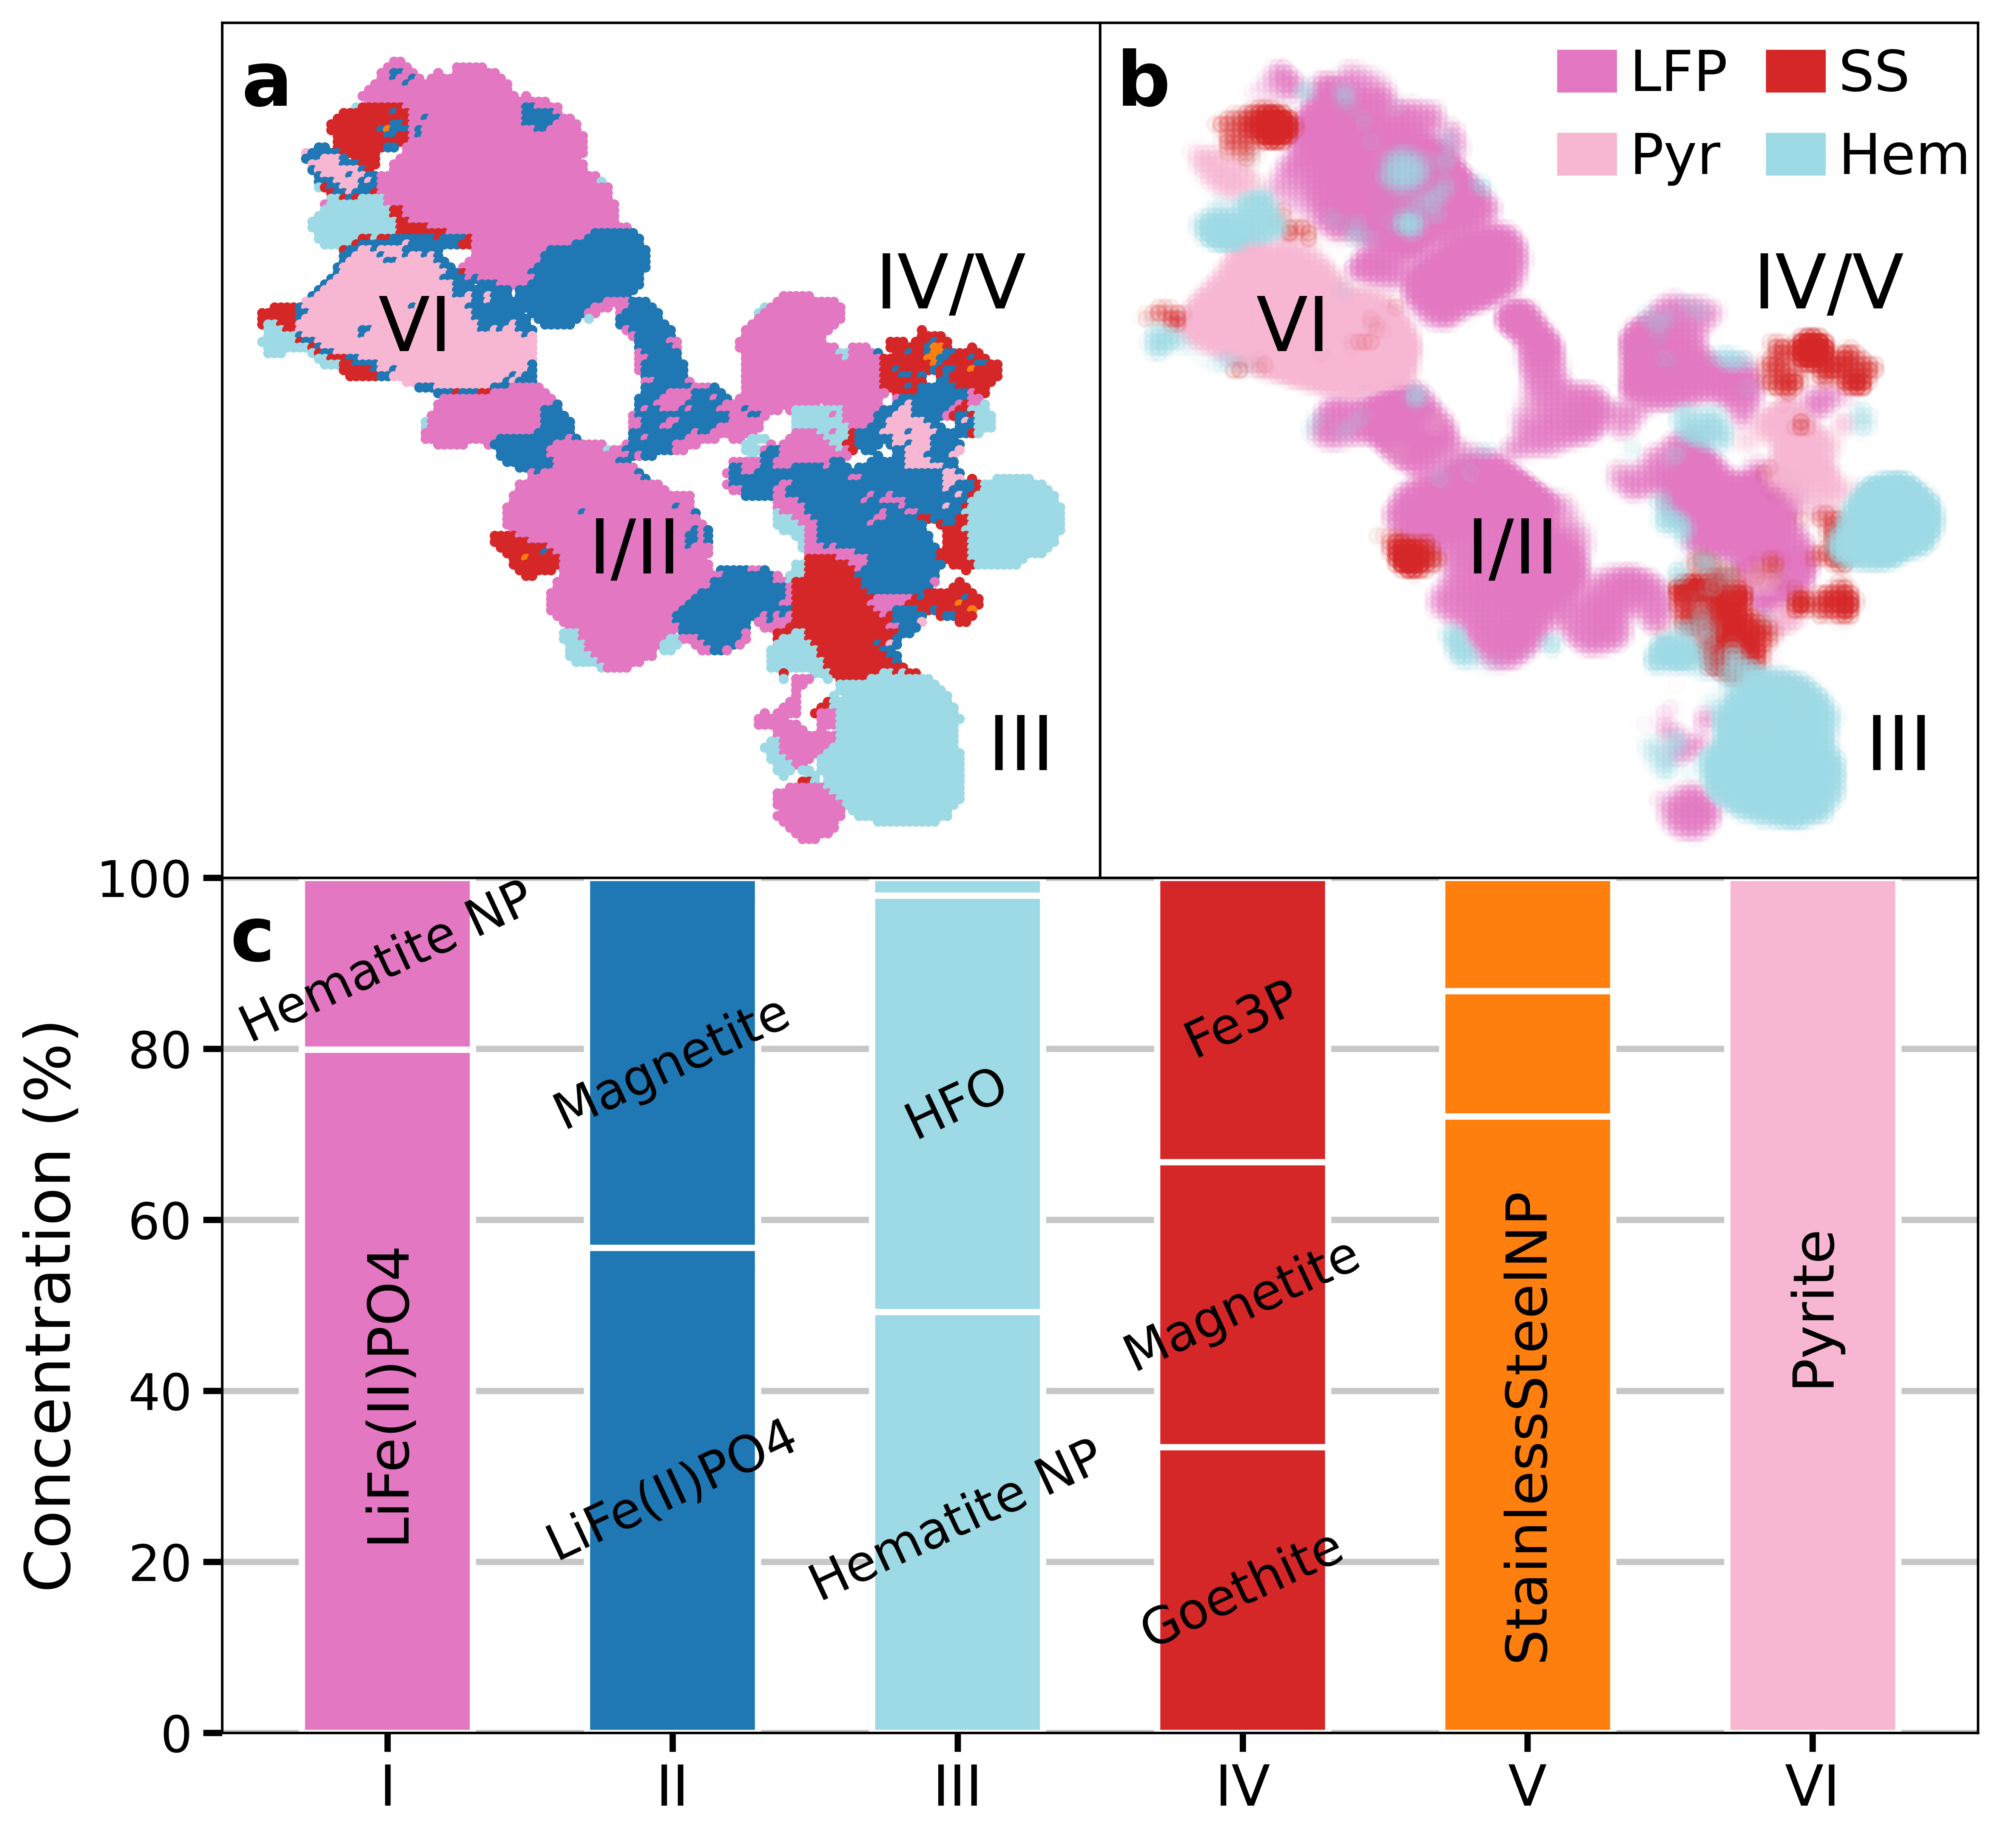 a
VI
IV/V
I/II
III
b
LFP
SS
Pyr
Hem
VI
IV/V
I/II
III
c
Concentration (%)
100
80
60
40
20
0
Hematite NP
LiFe(II)PO4
Magnetite
LiFe(II)PO4
HFO
Hematite NP
Fe3P
Magnetite
Goethite
StainlessSteelNP
Pyrite
I
II
III
IV
V
VI